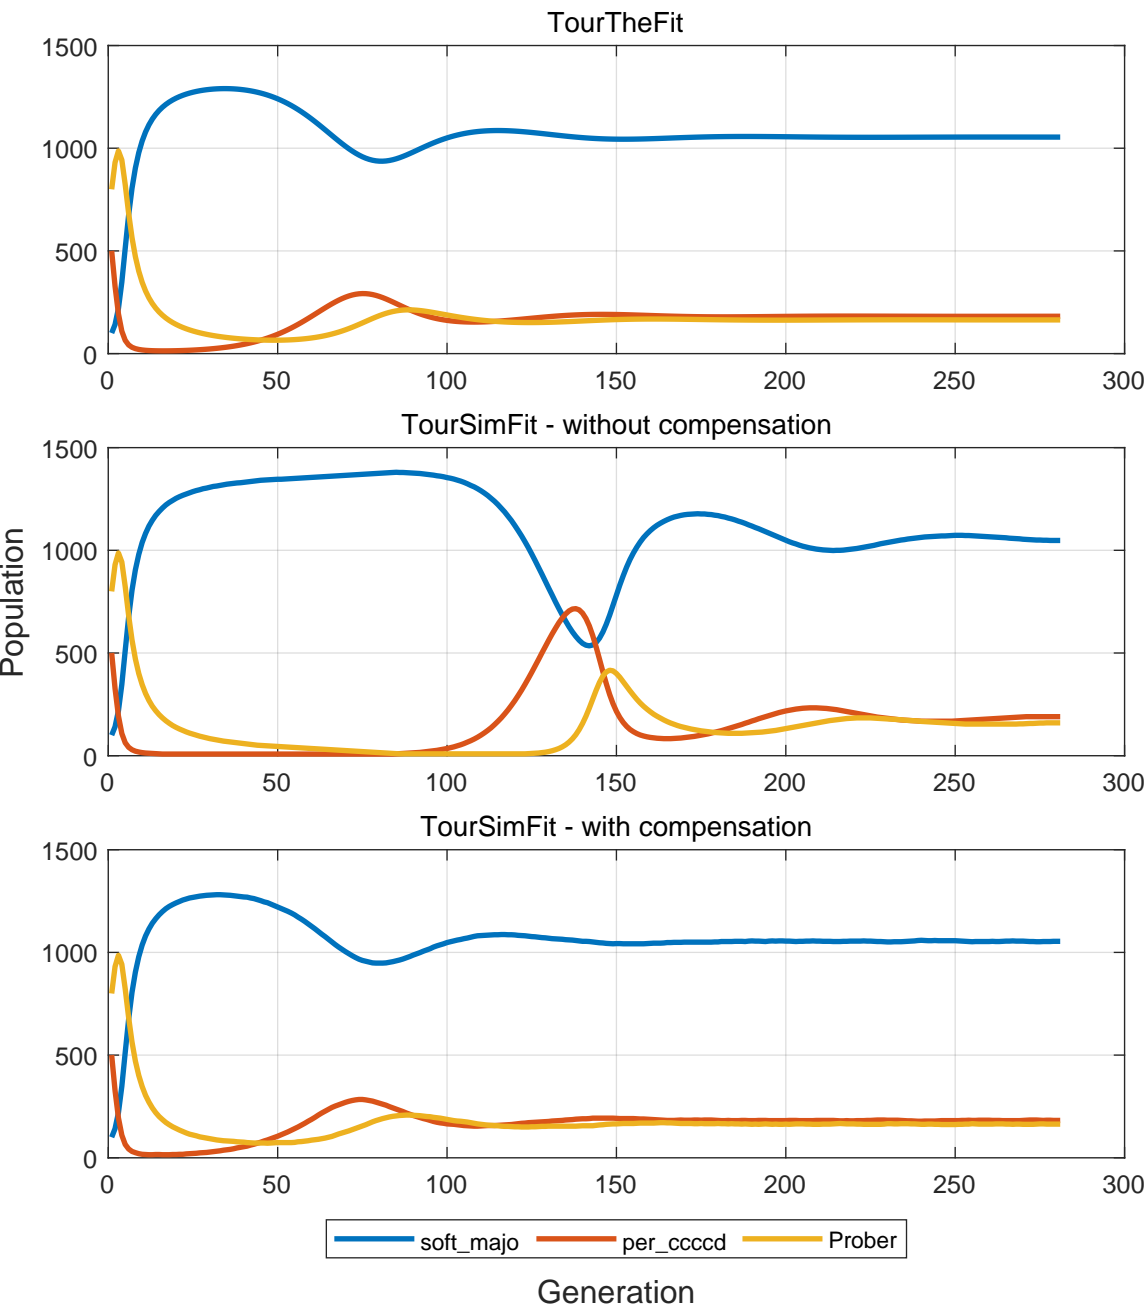 TourTheFit
1500
1000
500
0
0 50 100 150 200 250 300
TourSimFit - without compensation
1500
1000
500
0
0 50 100 150 200 250 300
Population
TourSimFit - with compensation
1500
1000
500
0
0 50 100 150 200 250 300
soft_majo per_ccccd Prober
Generation